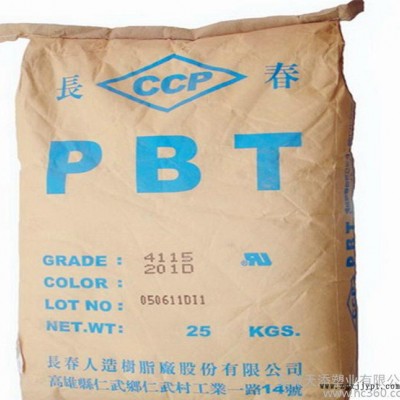 長 CCP 春
PBT
GRADE: 4115
201D
COLOR:
LOT NO: 050611D11
NET.WT: 25 KGS.
長春人造樹脂廠股份有限公司
高雄縣仁武鄉仁武村工業一路14號
PBT